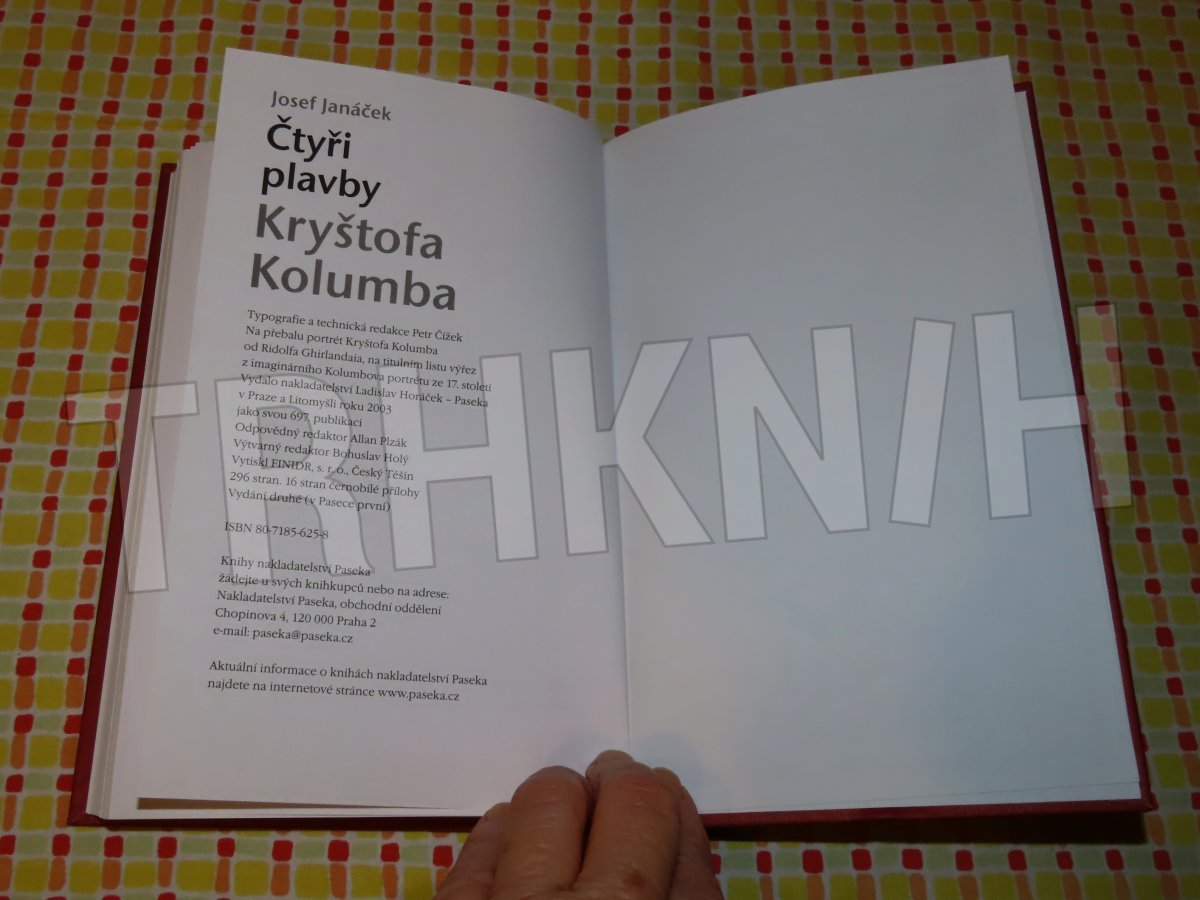 Josef Janáček
Čtyři
plavby
Kryštofa
Kolumba
Typografie a technická redakce Petr Čížek
Na přebalu portrét Kryštofa Kolumba
od Ridolfa Ghirlandaia, na titulním listu výřez
z imaginárního Kolumbova portrétu ze 17. století
Vydalo nakladatelství Ladislav Horáček – Paseka
v Praze a Litomyšli roku 2003
jako svou 697. publikaci
Odpovědný redaktor Allan Plzák
Výtvarný redaktor Bohuslav Holý
Vytiskl FINIDR, s. r. o., Český Těšín
296 stran. 16 stran černobílé přílohy
Vydání druhé (v Pasece první)
ISBN 80-7185-625-8
Knihy nakladatelství Paseka
žádejte u svých knihkupců nebo na adrese:
Nakladatelství Paseka, obchodní oddělení
Chopinova 4, 120 000 Praha 2
e-mail: paseka@paseka.cz
Aktuální informace o knihách nakladatelství Paseka
najdete na internetové stránce www.paseka.cz
TRHKNIH